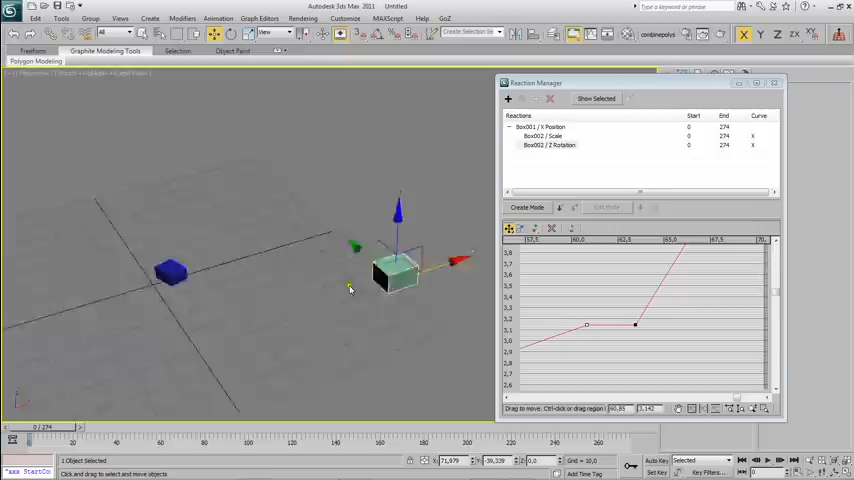 Autodesk 3ds Max 2011 Untitled
Type a keyword or phrase
Edit Tools Group Views Create Modifiers Animation Graph Editors Rendering Customize MAXScript Help GoZ
All View Create Selection Se combinepolys X Y Z XY
Freeform Graphite Modeling Tools Selection Object Paint
Polygon Modeling
Reaction Manager
Show Selected
Reactions Start End Curve
Box001 / X Position 0 274
Box002 / Scale 0 274 X
Box002 / Z Rotation 0 274 X
Create Mode Edit Mode
57,5 60,0 62,5 65,0 67,5 70,
3,8
3,7
3,6
3,5
3,4
3,3
3,2
3,1
3,0
2,9
2,8
2,7
2,6
Drag to move. Ctrl-click or drag region t 60,85 3,142
0 / 274
20 40 60 80 100 120 140 160 180 200 220 240 260
1 Object Selected X: 71,979 Y: -39,339 Z: 0,0 Grid = 10,0 Auto Key Selected
"xxx StartCo Click and drag to select and move objects Add Time Tag Set Key Key Filters... 0